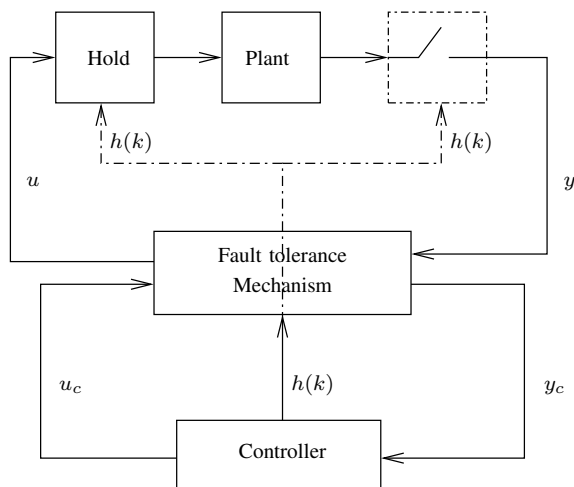 Hold
Plant
h(k)
h(k)
u
y
Fault tolerance
Mechanism
u_c
h(k)
y_c
Controller